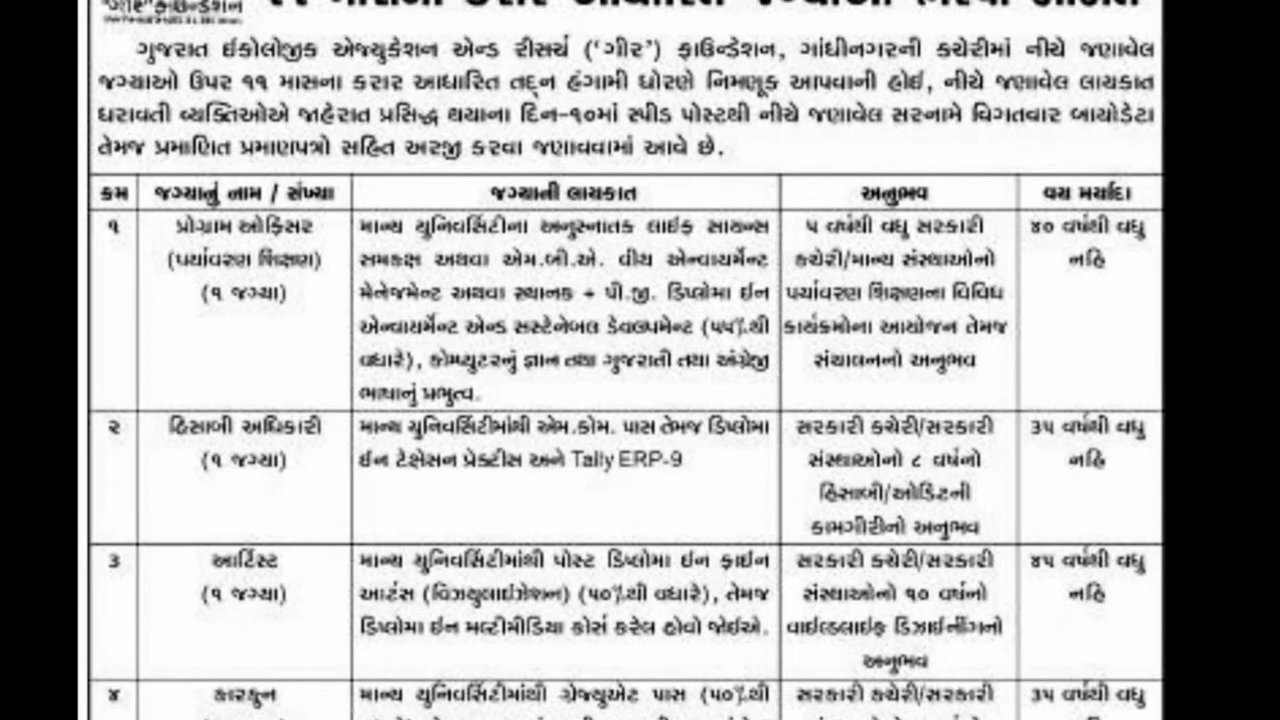 ગીર ફાઉન્ડેશન
ગુજરાત ઈકોલોજીક એજ્યુકેશન એન્ડ રીસર્ચ (‘ગીર’) ફાઉન્ડેશન, ગાંધીનગરની કચેરીમાં નીચે જણાવેલ
જગ્યાઓ ઉપર ૧૧ માસના કરાર આધારિત તદ્ન હંગામી ધોરણે નિમણૂક આપવાની હોઈ, નીચે જણાવેલ લાયકાત
ધરાવતી વ્યક્તિઓએ જાહેરાત પ્રસિદ્ધ થયાના દિન-૧૦માં સ્પીડ પોસ્ટથી નીચે જણાવેલ સરનામે વિગતવાર બાયોડેટા
તેમજ પ્રમાણિત પ્રમાણપત્રો સહિત અરજી કરવા જણાવવામાં આવે છે.
ક્રમ જગ્યાનું નામ / સંખ્યા જગ્યાની લાયકાત અનુભવ વય મર્યાદા
૧ પ્રોગ્રામ ઓફિસર માન્ય યુનિવર્સિટીના અનુસ્નાતક લાઈફ સાયન્સ ૫ વર્ષથી વધુ સરકારી ૪૦ વર્ષથી વધુ
(પર્યાવરણ શિક્ષણ) સમકક્ષ અથવા એમ.બી.એ. વીથ એન્વાયર્મેન્ટ કચેરી/માન્ય સંસ્થાઓનો નહિ
(૧ જગ્યા) મેનેજમેન્ટ અથવા સ્થાનક + પી.જી. ડિપ્લોમા ઈન પર્યાવરણ શિક્ષણના વિવિધ
એન્વાયર્મેન્ટ એન્ડ સસ્ટેનેબલ ડેવલપમેન્ટ (૫૫%થી કાર્યક્રમોના આયોજન તેમજ
વધારે), કોમ્પ્યુટરનું જ્ઞાન તથા ગુજરાતી તથા અંગ્રેજી સંચાલનનો અનુભવ
ભાષાનું પ્રભુત્વ.
૨ હિસાબી અધિકારી માન્ય યુનિવર્સિટીમાંથી એમ.કોમ. પાસ તેમજ ડિપ્લોમા સરકારી કચેરી/સરકારી ૩૫ વર્ષથી વધુ
(૧ જગ્યા) ઈન ટેક્ષેસન પ્રેક્ટીસ અને Tally ERP-9 સંસ્થાઓનો ૮ વર્ષનો નહિ
હિસાબી/ઓડિટની
કામગીરીનો અનુભવ
૩ આર્ટિસ્ટ માન્ય યુનિવર્સિટીમાંથી પોસ્ટ ડિપ્લોમા ઈન ફાઈન સરકારી કચેરી/સરકારી ૪૫ વર્ષથી વધુ
(૧ જગ્યા) આર્ટસ (વિઝયુલાઈઝેશન) (૫૦%થી વધારે), તેમજ સંસ્થાઓનો ૧૦ વર્ષનો નહિ
ડિપ્લોમા ઈન મલ્ટીમીડિયા કોર્સ કરેલ હોવો જોઈએ. વાઈલ્ડલાઈફ ડિઝાઈનીંગનો
અનુભવ
૪ કારકુન માન્ય યુનિવર્સિટીમાંથી ગ્રેજ્યુએટ પાસ (૫૦%થી સરકારી કચેરી/સરકારી ૩૫ વર્ષથી વધુ